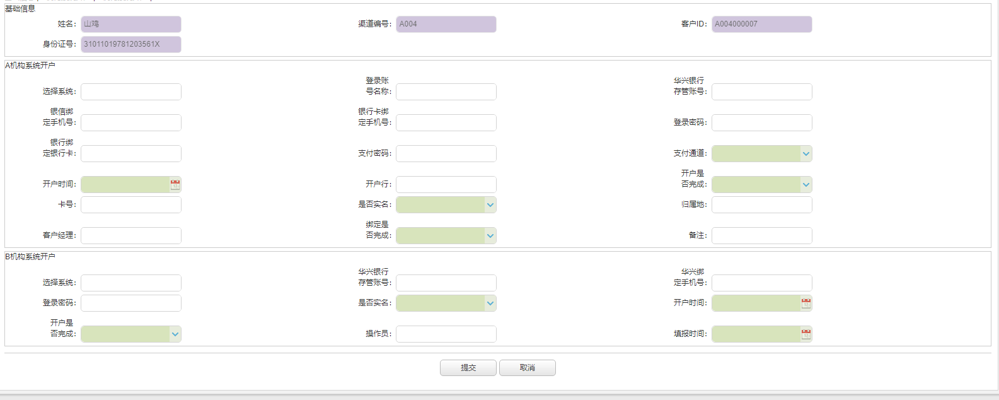 基础信息
姓名: 山鸡 渠道编号: A004 客户ID: A004000007
身份证号: 31011019781203561X
A机构系统开户
选择系统: 登录账号名称: 华兴银行存管账号:
银信绑定手机号: 银行卡绑定手机号: 登录密码:
银行绑定银行卡: 支付密码: 支付通道:
开户时间: 开户行: 开户是否完成:
卡号: 是否实名: 归属地:
客户经理: 绑定是否完成: 备注:
B机构系统开户
选择系统: 华兴银行存管账号: 华兴绑定手机号:
登录密码: 是否实名: 开户时间:
开户是否完成: 操作员: 填报时间:
提交 取消